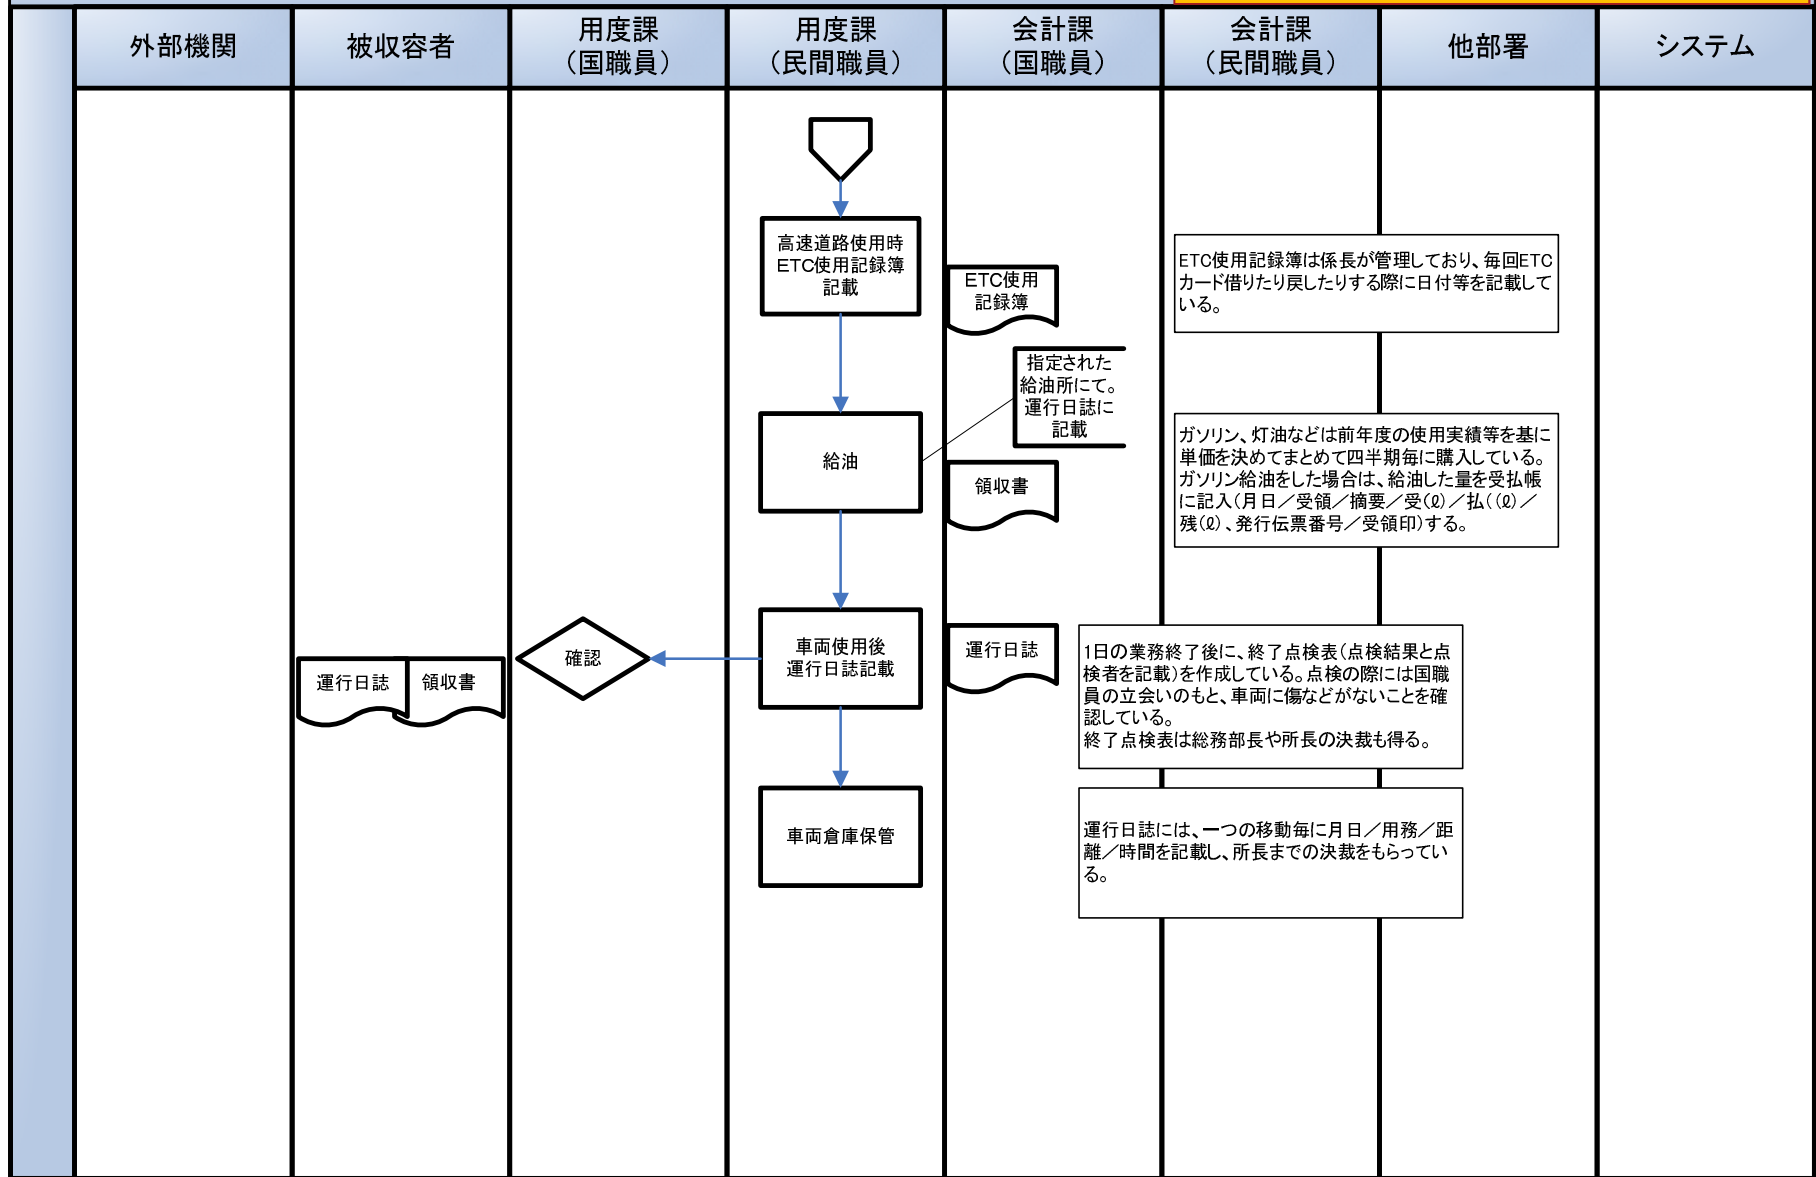 外部機関
被収容者
用度課
（国職員）
用度課
（民間職員）
会計課
（国職員）
会計課
（民間職員）
他部署
システム
高速道路使用時
ETC使用記録簿
記載
ETC使用
記録簿
ETC使用記録簿は係長が管理しており、毎回ETC
カード借りたり戻したりする際に日付等を記載して
いる。
指定された
給油所にて。
運行日誌に
記載
給油
領収書
ガソリン、灯油などは前年度の使用実績等を基に
単価を決めてまとめて四半期毎に購入している。
ガソリン給油をした場合は、給油した量を受払帳
に記入（月日／受領／摘要／受（ℓ）／払（（ℓ）／
残（ℓ）、発行伝票番号／受領印）する。
運行日誌
領収書
確認
車両使用後
運行日誌記載
運行日誌
1日の業務終了後に、終了点検表（点検結果と点
検者を記載）を作成している。点検の際には国職
員の立会いのもと、車両に傷などがないことを確
認している。
終了点検表は総務部長や所長の決裁も得る。
車両倉庫保管
運行日誌には、一つの移動毎に月日／用務／距
離／時間を記載し、所長までの決裁をもらってい
る。